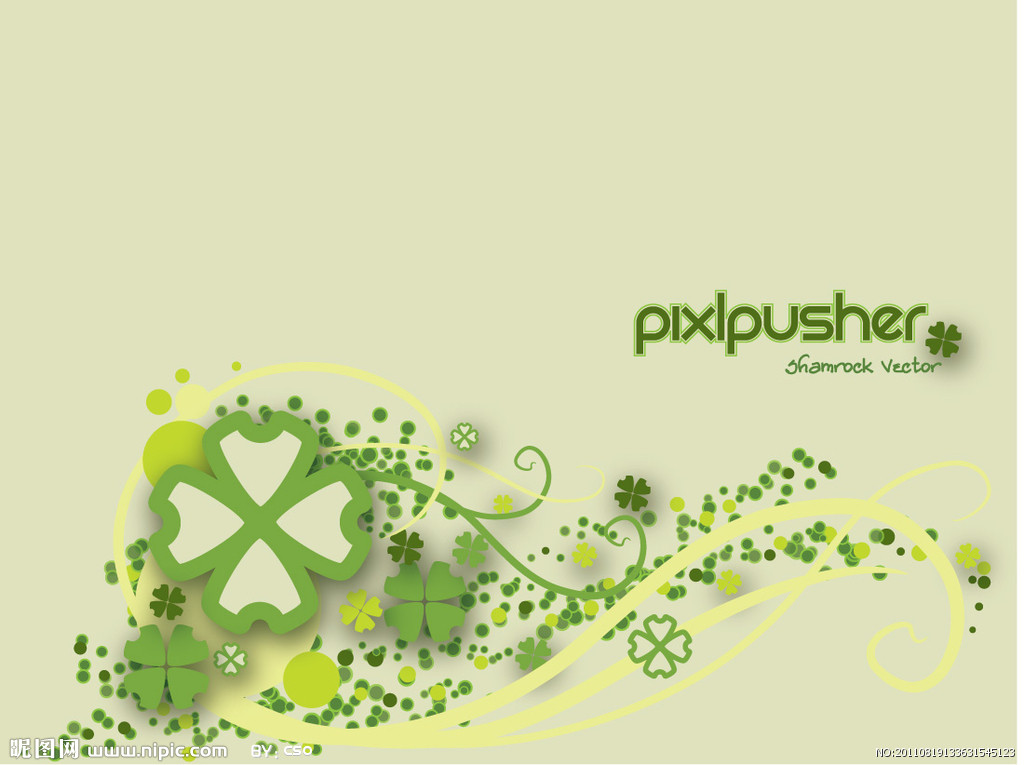 pixlpusher
Shamrock Vector
昵图网 www.nipic.com BY: cso
NO:20110819133631545123